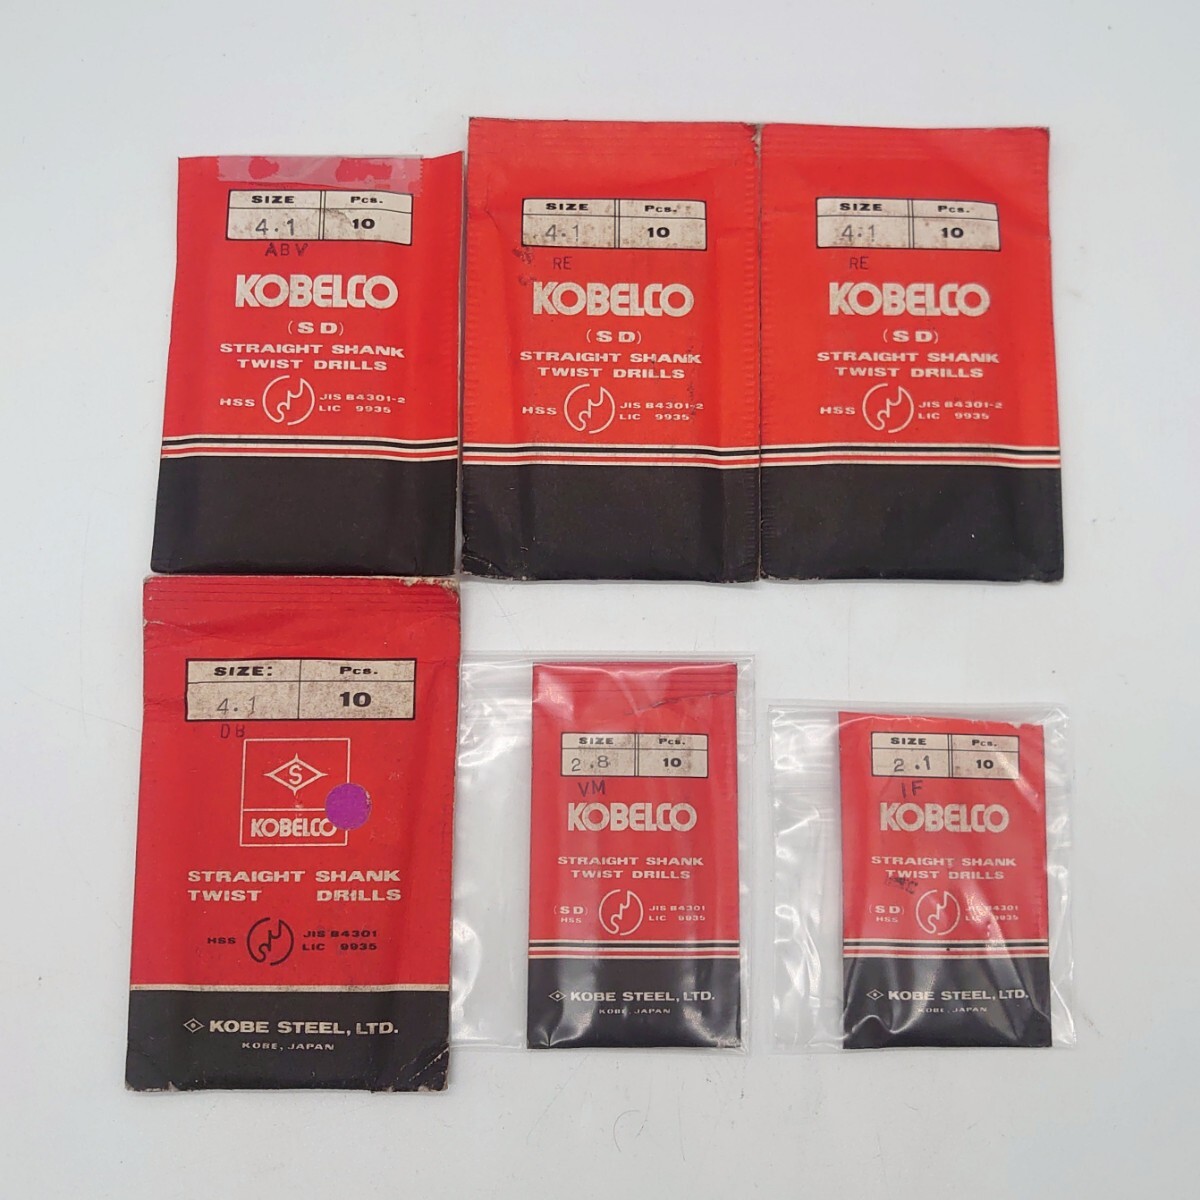 SIZE Pcs.
4.1 10
ABV
KOBELCO
(SD)
STRAIGHT SHANK
TWIST DRILLS
HSS JIS B4301-2
LIC 9935
SIZE Pcs.
4.1 10
RE
KOBELCO
(SD)
STRAIGHT SHANK
TWIST DRILLS
HSS JIS B4301-2
LIC 9935
SIZE Pcs.
4.1 10
RE
KOBELCO
(SD)
STRAIGHT SHANK
TWIST DRILLS
HSS JIS B4301-2
LIC 9935
SIZE: Pcs.
4.1 10
DB
S
KOBELCO
STRAIGHT SHANK
TWIST DRILLS
HSS JIS B4301
LIC 9935
KOBE STEEL, LTD.
KOBE, JAPAN
SIZE Pcs.
2.8 10
VM
KOBELCO
STRAIGHT SHANK
TWIST DRILLS
(SD) JIS B4301
HSS LIC 9935
KOBE STEEL, LTD.
KOBE, JAPAN
SIZE Pcs.
2.1 10
IF
KOBELCO
STRAIGHT SHANK
TWIST DRILLS
(SD) JIS B4301
HSS LIC 9935
KOBE STEEL, LTD.
KOBE, JAPAN